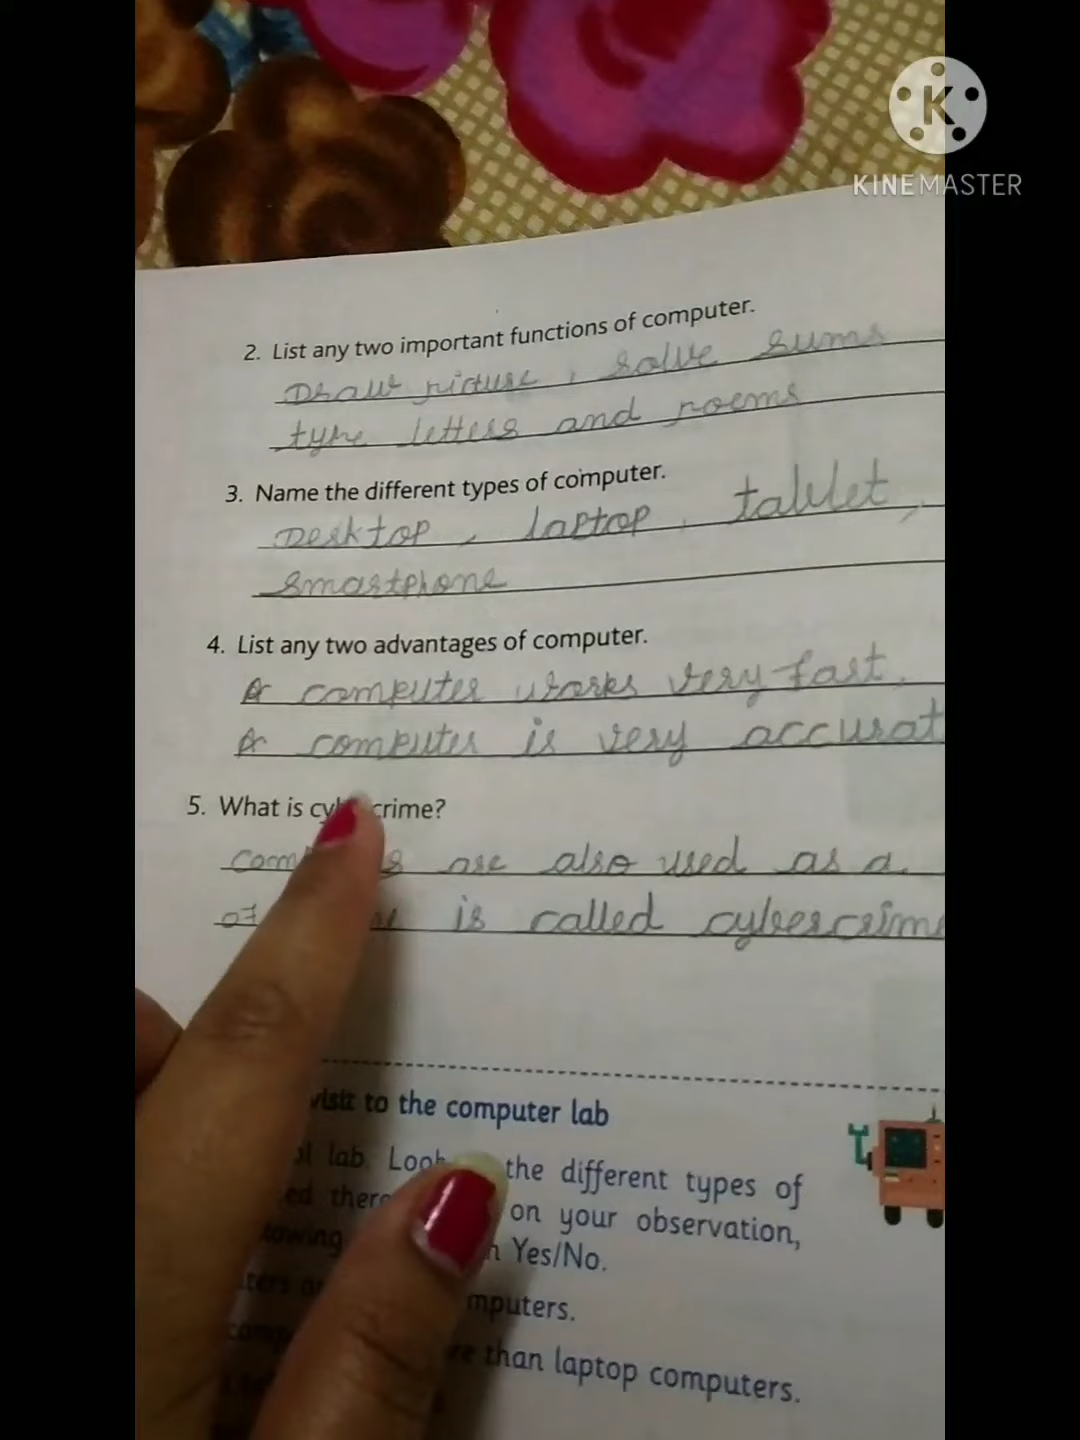 K
KINEMASTER
2. List any two important functions of computer.
Draw picture, solve sums
type letters and poems
3. Name the different types of computer.
Desktop, laptop, tablet,
smartphone
4. List any two advantages of computer.
A computer works very fast.
A computer is very accurat
5. What is cyb crime?
are also used as a
of is called cybercrime
visit to the computer lab
lab. Look the different types of
there on your observation,
Yes/No.
mputers.
than laptop computers.